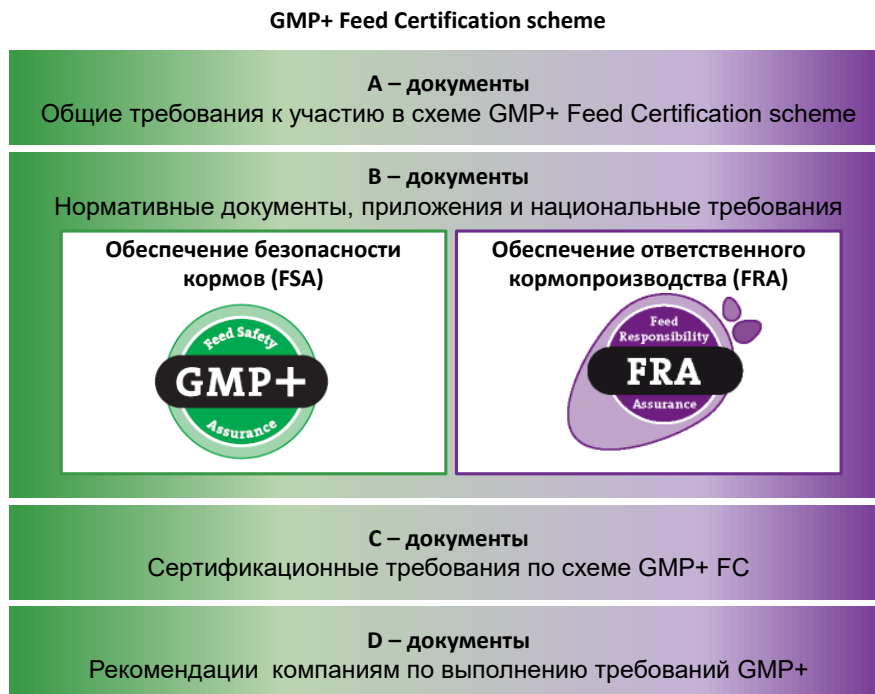 GMP+ Feed Certification scheme
A – документы
Общие требования к участию в схеме GMP+ Feed Certification scheme
B – документы
Нормативные документы, приложения и национальные требования
Обеспечение безопасности
кормов (FSA)
Feed Safety
GMP+
Assurance
Обеспечение ответственного
кормопроизводства (FRA)
Feed
Responsibility
FRA
Assurance
C – документы
Сертификационные требования по схеме GMP+ FC
D – документы
Рекомендации компаниям по выполнению требований GMP+